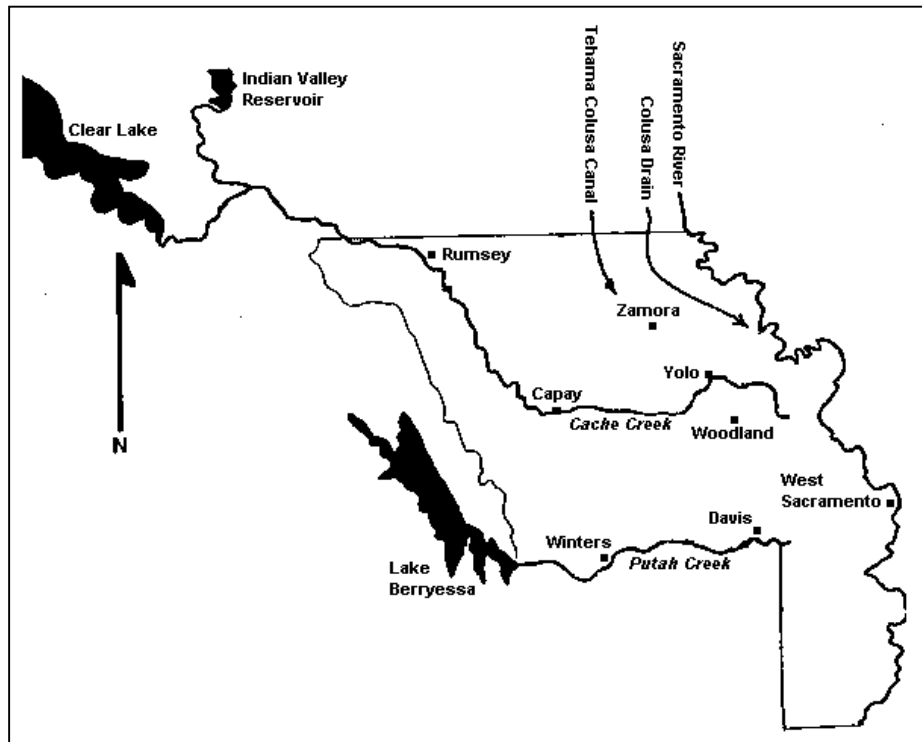 Indian Valley
Reservoir
Clear Lake
Tehama Colusa Canal
Colusa Drain
Sacramento River
Rumsey
Zamora
Yolo
Capay
Cache Creek
Woodland
West
Sacramento
Davis
Winters
Putah Creek
Lake
Berryessa
N